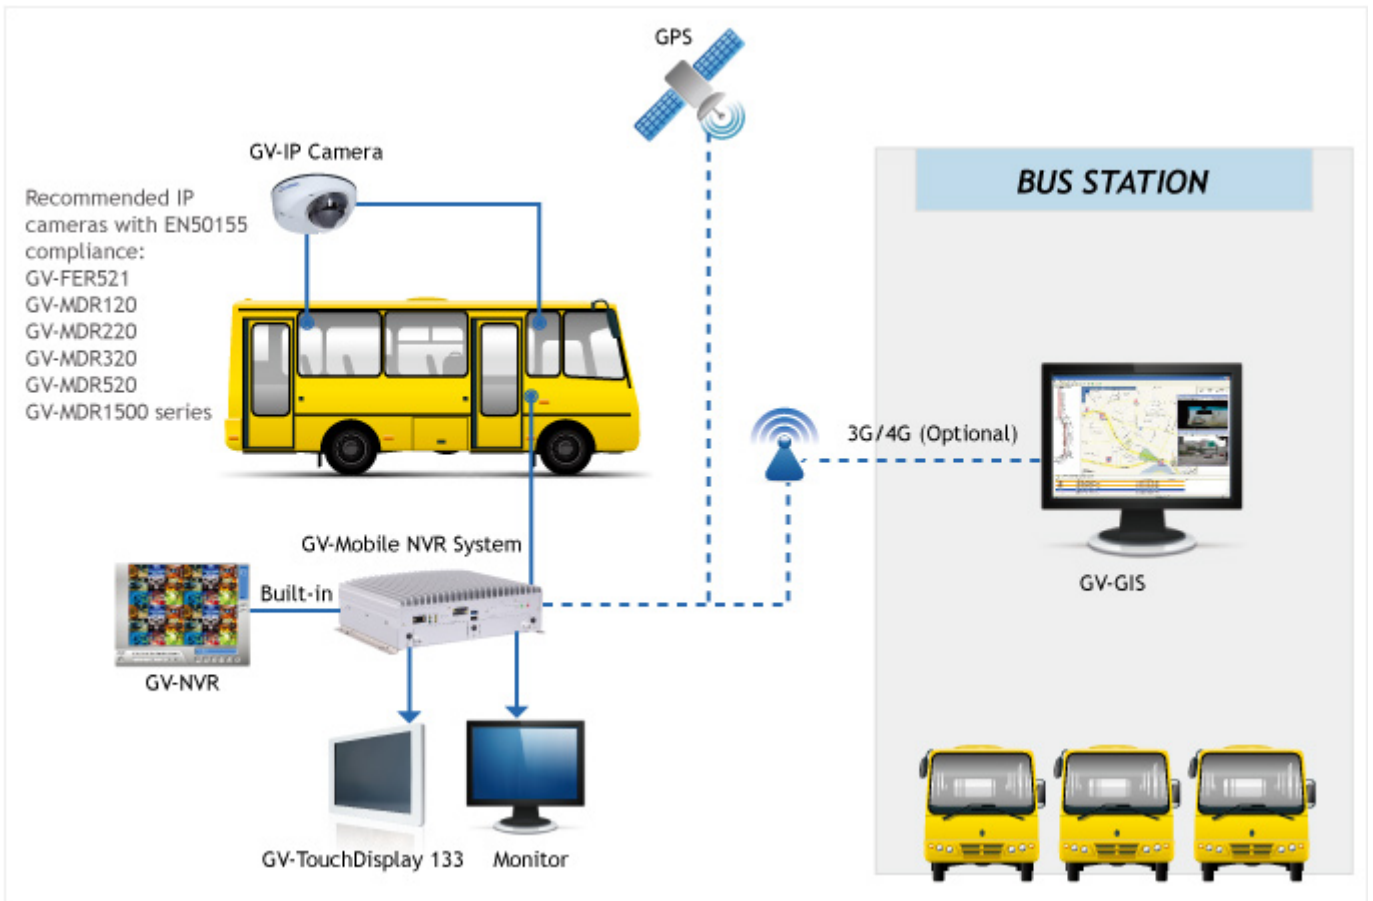 GPS
GV-IP Camera
BUS STATION
Recommended IP
cameras with EN50155
compliance:
GV-FER521
GV-MDR120
GV-MDR220
GV-MDR320
GV-MDR520
GV-MDR1500 series
3G/4G (Optional)
GV-Mobile NVR System
GV-GIS
Built-in
GV-NVR
GV-TouchDisplay 133
Monitor